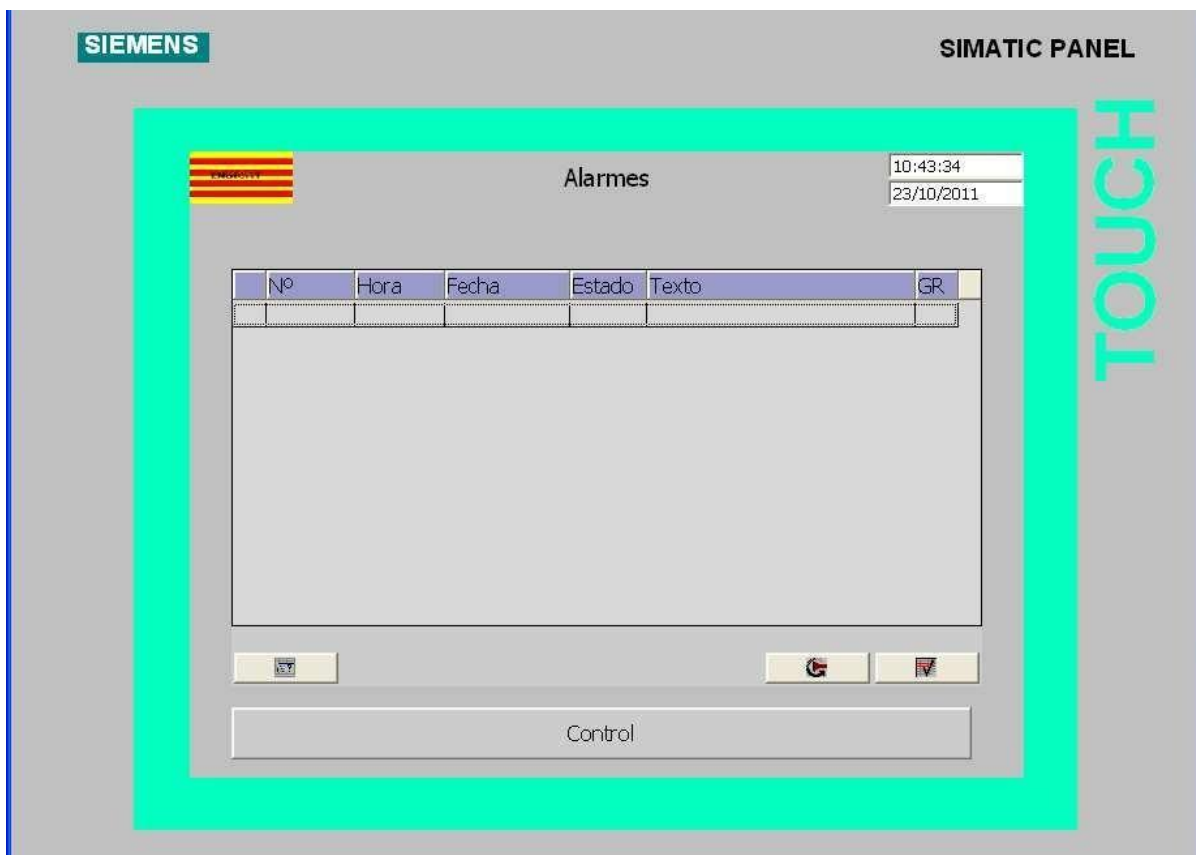 SIEMENS
SIMATIC PANEL
TOUCH
Alarmes
10:43:34
23/10/2011
Nº Hora Fecha Estado Texto GR
Control